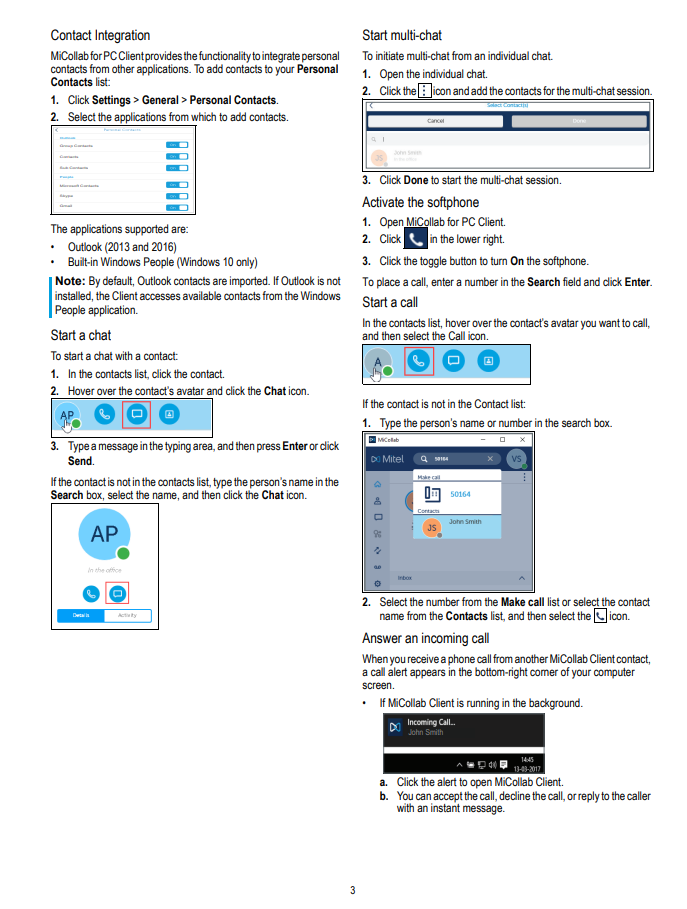 Contact Integration
MiCollab for PC Client provides the functionality to integrate personal
contacts from other applications. To add contacts to your Personal
Contacts list:
1. Click Settings > General > Personal Contacts.
2. Select the applications from which to add contacts.
Personal Contacts
Outlook
Group Contacts
Contacts
Sub Contacts
People
Microsoft Contacts
Skype
Gmail
The applications supported are:
• Outlook (2013 and 2016)
• Built-in Windows People (Windows 10 only)
Note: By default, Outlook contacts are imported. If Outlook is not
installed, the Client accesses available contacts from the Windows
People application.
Start a chat
To start a chat with a contact:
1. In the contacts list, click the contact.
2. Hover over the contact's avatar and click the Chat icon.
AP
3. Type a message in the typing area, and then press Enter or click
Send.
If the contact is not in the contacts list, type the person's name in the
Search box, select the name, and then click the Chat icon.
AP
In the office
Details Activity
Start multi-chat
To initiate multi-chat from an individual chat.
1. Open the individual chat.
2. Click the icon and add the contacts for the multi-chat session.
Select Contact(s)
Cancel Done
JS John Smith
In the office
3. Click Done to start the multi-chat session.
Activate the softphone
1. Open MiCollab for PC Client.
2. Click in the lower right.
3. Click the toggle button to turn On the softphone.
To place a call, enter a number in the Search field and click Enter.
Start a call
In the contacts list, hover over the contact's avatar you want to call,
and then select the Call icon.
A
If the contact is not in the Contact list:
1. Type the person's name or number in the search box.
MiCollab
Mitel 50164 VS
Make call
50164
Contacts
JS John Smith
Inbox
2. Select the number from the Make call list or select the contact
name from the Contacts list, and then select the icon.
Answer an incoming call
When you receive a phone call from another MiCollab Client contact,
a call alert appears in the bottom-right corner of your computer
screen.
• If MiCollab Client is running in the background.
Incoming Call...
John Smith
14:45
13-03-2017
a. Click the alert to open MiCollab Client.
b. You can accept the call, decline the call, or reply to the caller
with an instant message.
3